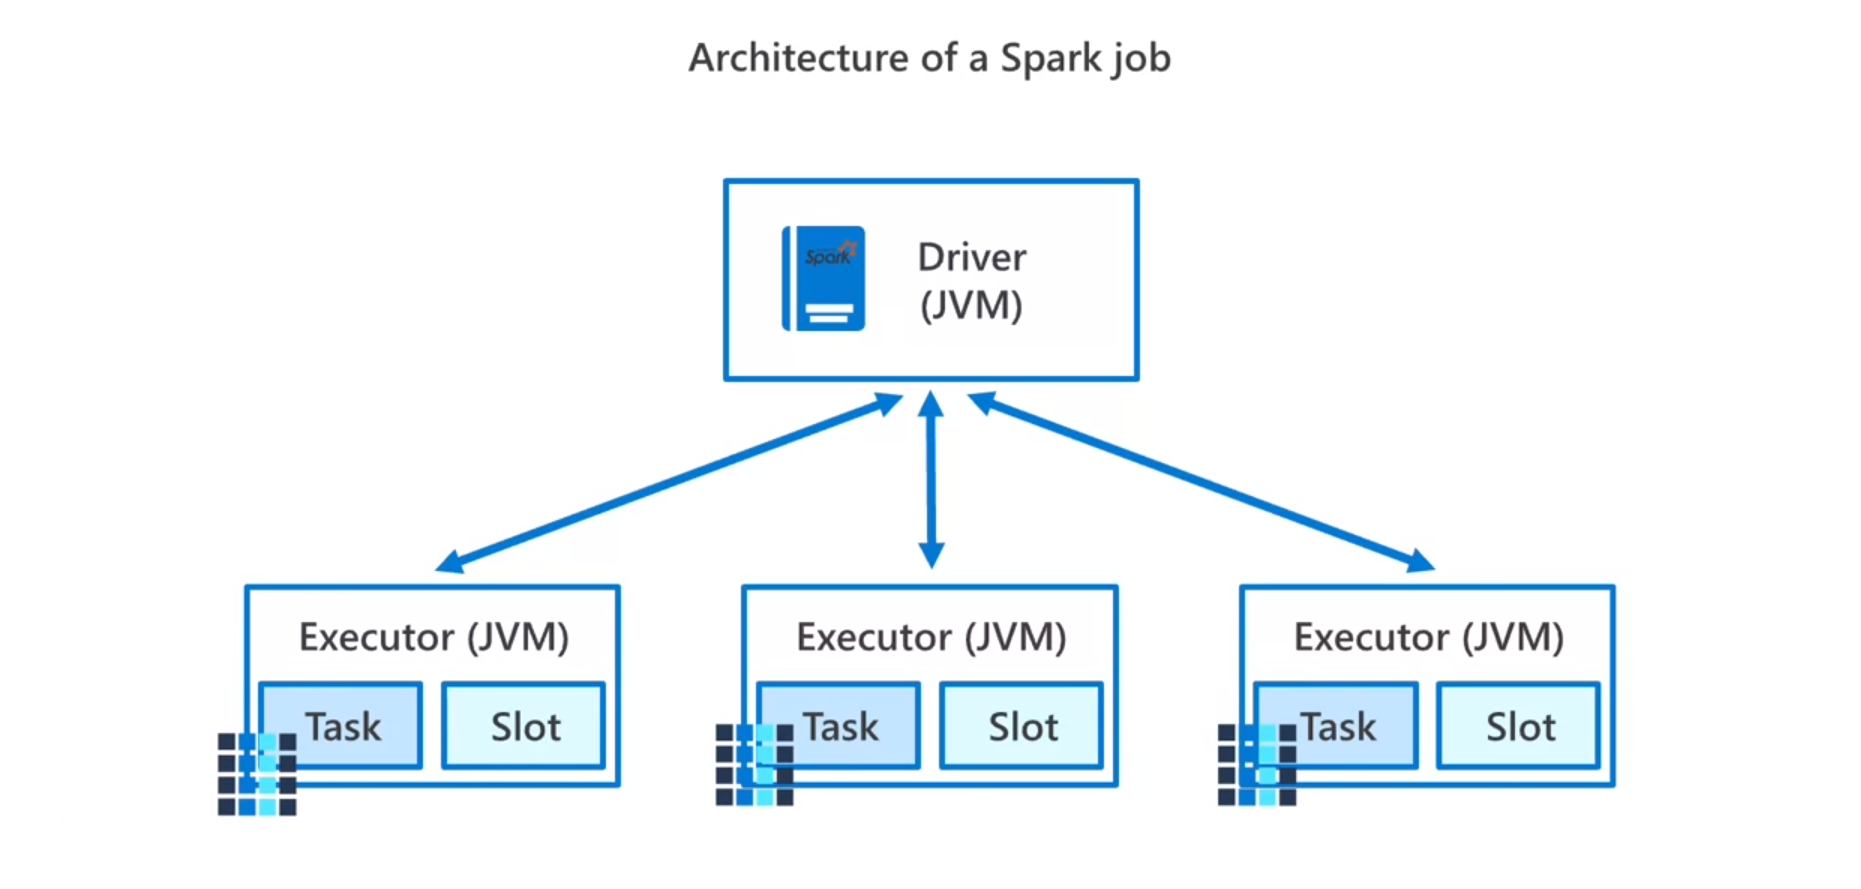 Architecture of a Spark job
Spark
Driver
(JVM)
Executor (JVM)
Task
Slot
Executor (JVM)
Task
Slot
Executor (JVM)
Task
Slot